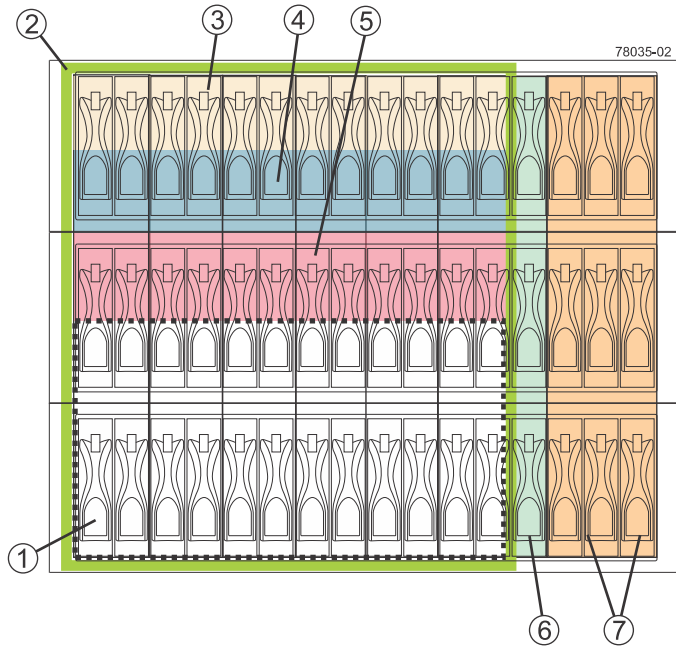 ② ③ ④ ⑤
78035-02
①
⑥ ⑦